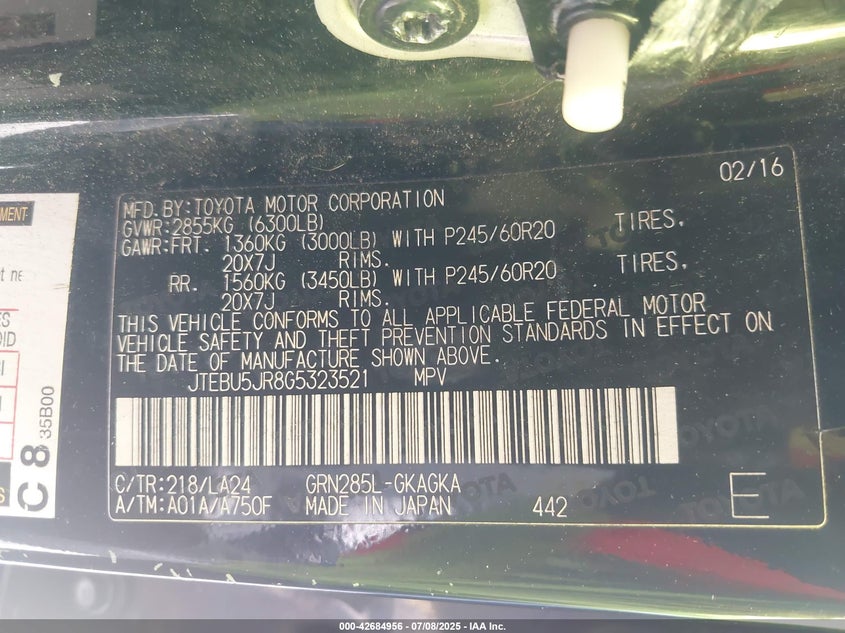 02/16
MFD. BY:TOYOTA MOTOR CORPORATION
GVWR:2855KG (6300LB)
GAWR:FRT. 1360KG (3000LB) WITH P245/60R20 TIRES,
20X7J RIMS.
RR. 1560KG (3450LB) WITH P245/60R20 TIRES,
20X7J RIMS.
THIS VEHICLE CONFORMS TO ALL APPLICABLE FEDERAL MOTOR
VEHICLE SAFETY AND THEFT PREVENTION STANDARDS IN EFFECT ON
THE DATE OF MANUFACTURE SHOWN ABOVE.
JTEBU5JR8G5323521 MPV
C/TR:218/LA24 GRN285L-GKAGKA
A/TM:A01A/A750F MADE IN JAPAN 442 E
C8
35B00
TOYOTA
000-42684956 - 07/08/2025 - IAA Inc.